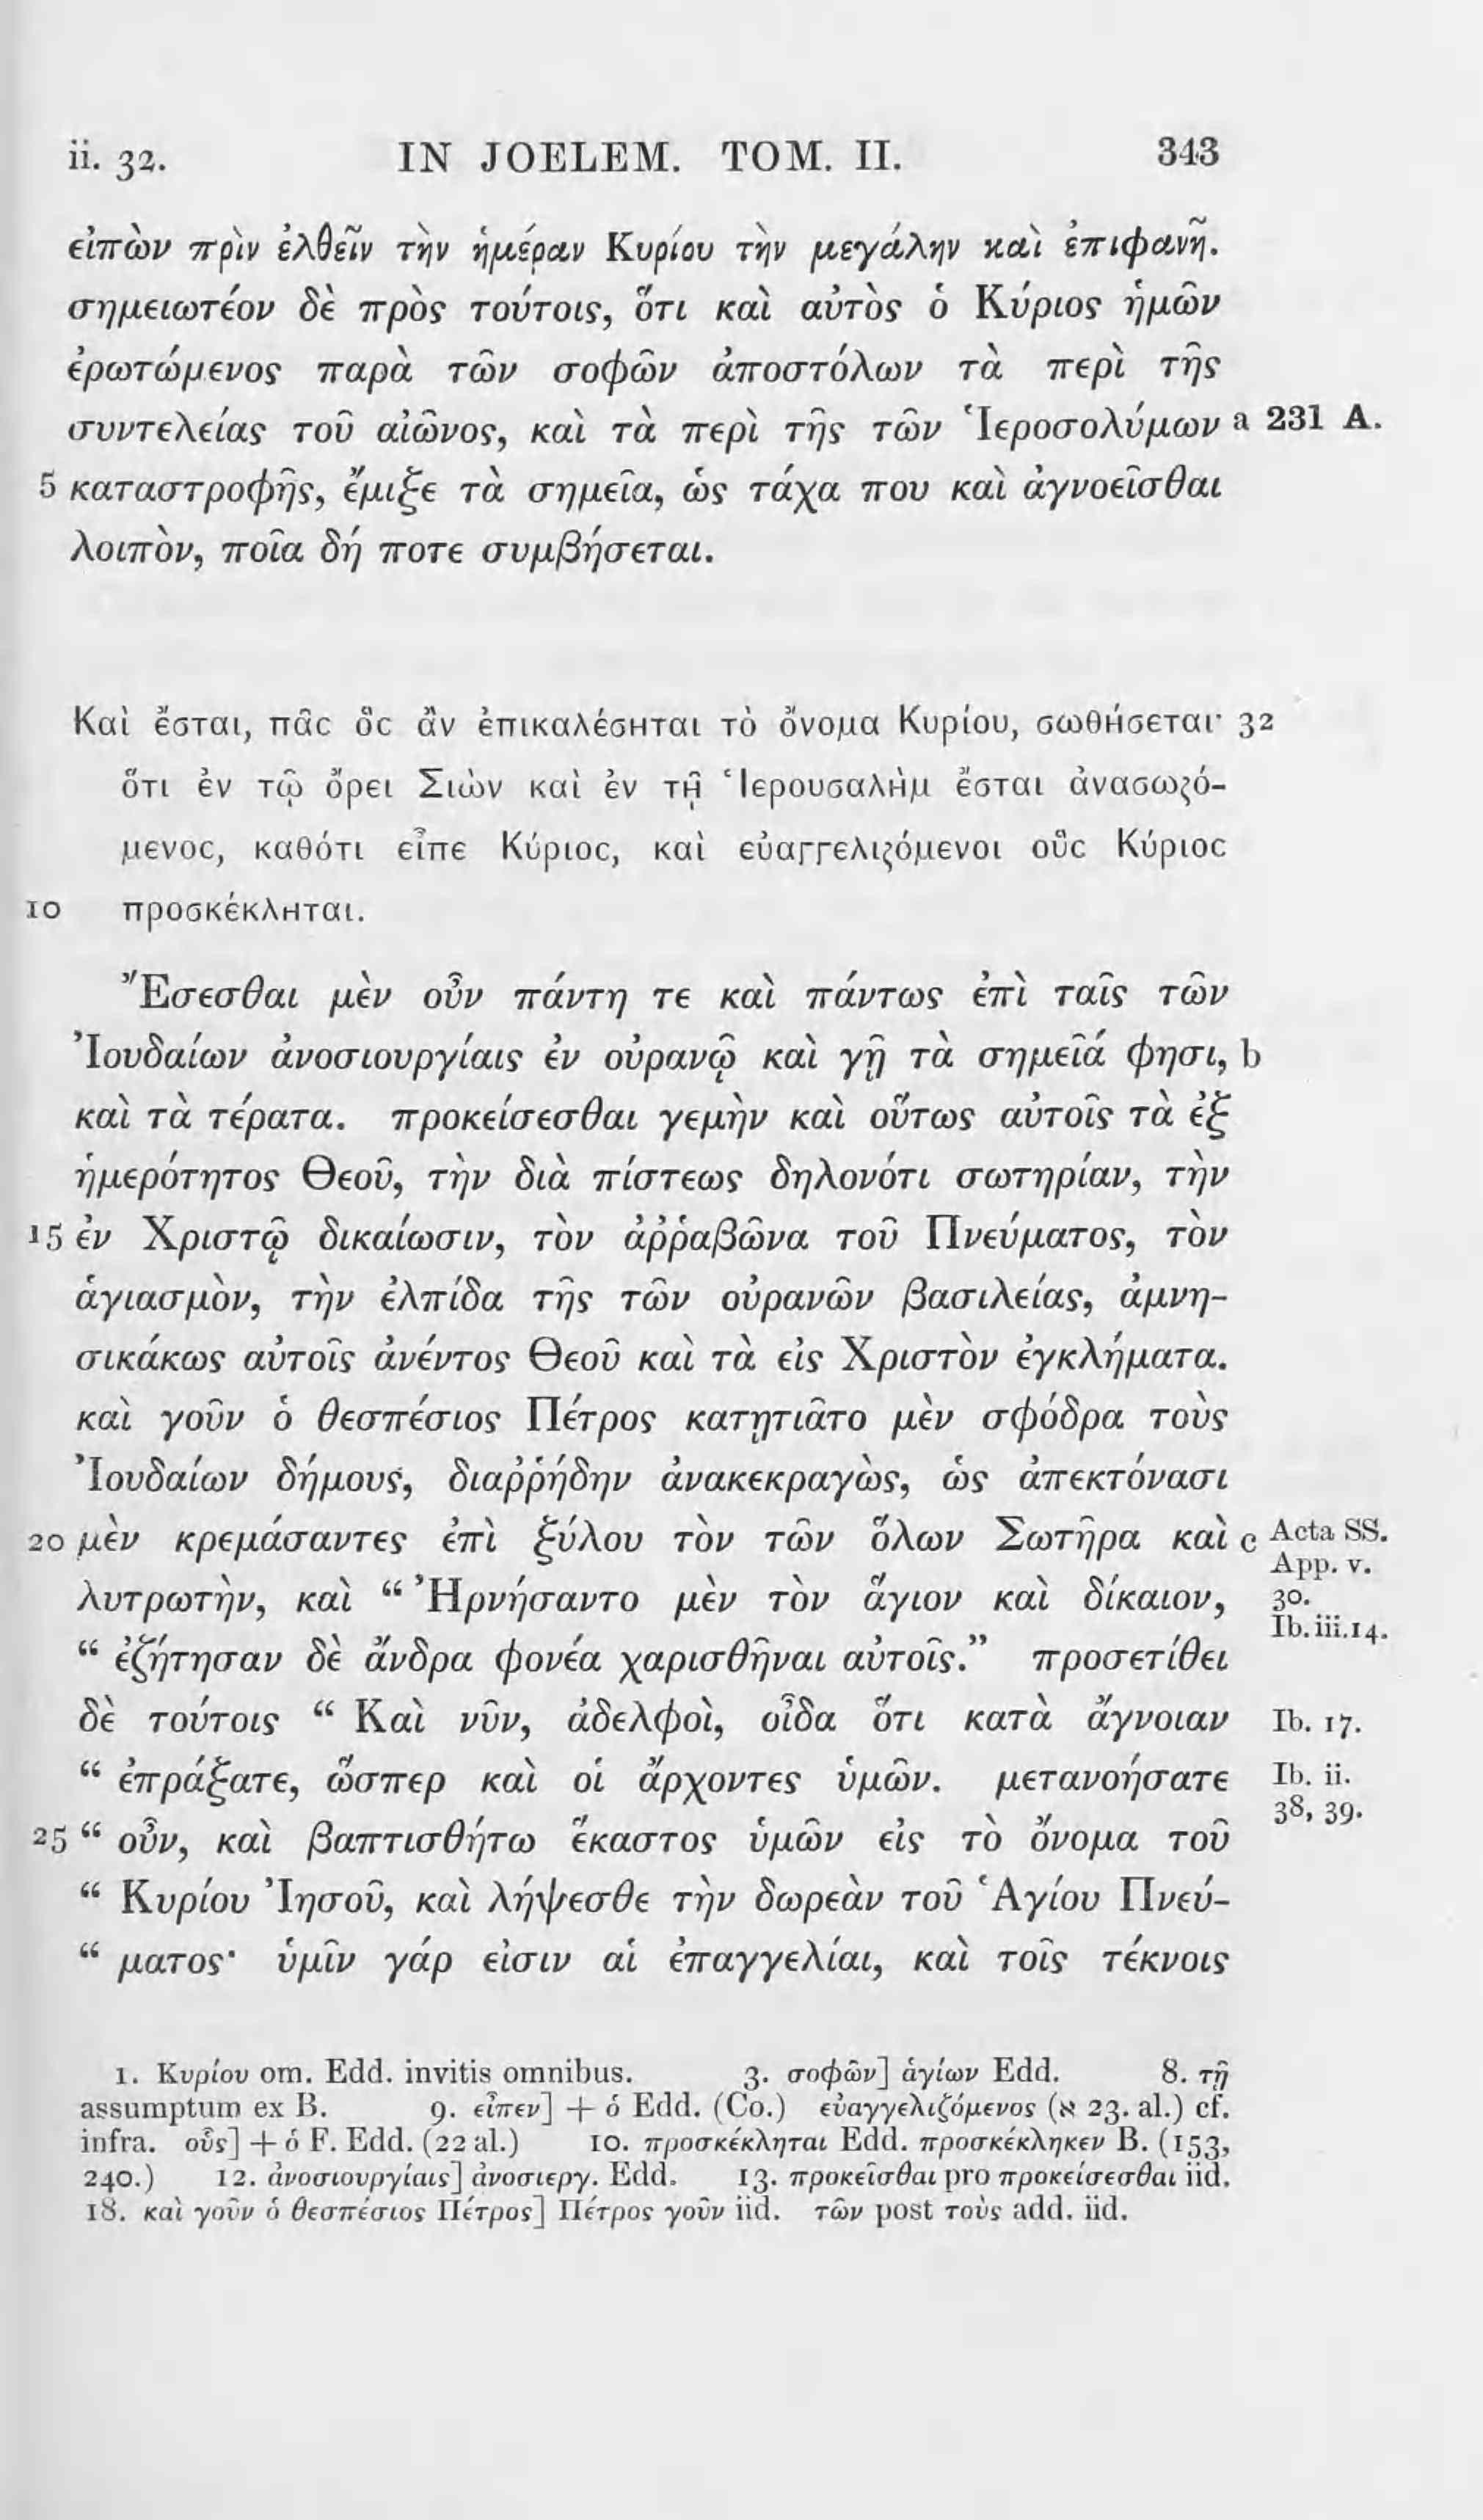 ii. 32. IN JOELEM. TOM. II. 343
εἰπὼν πρὶν ἐλθεῖν τὴν ἡμέραν Κυρίου τὴν μεγάλην καὶ ἐπιφανῆ.
σημειωτέον δὲ πρὸς τούτοις, ὅτι καὶ αὐτὸς ὁ Κύριος ἡμῶν
ἐρωτώμενος παρὰ τῶν σοφῶν ἀποστόλων τὰ περὶ τῆς
συντελείας τοῦ αἰῶνος, καὶ τὰ περὶ τῆς τῶν Ἱεροσολύμων a 231 A.
5 καταστροφῆς, ἔμιξε τὰ σημεῖα, ὡς τάχα που καὶ ἀγνοεῖσθαι
λοιπὸν, ποῖα δή ποτε συμβήσεται.
Καὶ ἔσται, πᾶς ὃς ἂν ἐπικαλέσηται τὸ ὄνομα Κυρίου, σωθήσεται· 32
ὅτι ἐν τῷ ὄρει Σιὼν καὶ ἐν τῇ Ἱερουσαλὴμ ἔσται ἀνασωζό-
μενος, καθότι εἶπε Κύριος, καὶ εὐαγγελιζόμενοι οὓς Κύριος
10 προσκέκληται.
Ἔσεσθαι μὲν οὖν πάντη τε καὶ πάντως ἐπὶ ταῖς τῶν
Ἰουδαίων ἀνοσιουργίαις ἐν οὐρανῷ καὶ γῇ τὰ σημεῖά φησι, b
καὶ τὰ τέρατα. προκείσεσθαι γεμὴν καὶ οὕτως αὐτοῖς τὰ ἐξ
ἡμερότητος Θεοῦ, τὴν διὰ πίστεως δηλονότι σωτηρίαν, τὴν
15 ἐν Χριστῷ δικαίωσιν, τὸν ἀῤῥαβῶνα τοῦ Πνεύματος, τὸν
ἁγιασμὸν, τὴν ἐλπίδα τῆς τῶν οὐρανῶν βασιλείας, ἀμνη-
σικάκως αὐτοῖς ἀνέντος Θεοῦ καὶ τὰ εἰς Χριστὸν ἐγκλήματα.
καὶ γοῦν ὁ θεσπέσιος Πέτρος κατῃτιᾶτο μὲν σφόδρα τοὺς
Ἰουδαίων δήμους, διαῤῥήδην ἀνακεκραγὼς, ὡς ἀπεκτόνασι
20 μὲν κρεμάσαντες ἐπὶ ξύλου τὸν τῶν ὅλων Σωτῆρα καὶ c Acta SS. App. v.
λυτρωτὴν, καὶ “ Ἠρνήσαντο μὲν τὸν ἅγιον καὶ δίκαιον, 30.
“ ἐζήτησαν δὲ ἄνδρα φονέα χαρισθῆναι αὐτοῖς.” προσετίθει Ib. iii. 14.
δὲ τούτοις “ Καὶ νῦν, ἀδελφοὶ, οἶδα ὅτι κατὰ ἄγνοιαν Ib. 17.
“ ἐπράξατε, ὥσπερ καὶ οἱ ἄρχοντες ὑμῶν. μετανοήσατε Ib. ii.
25 “ οὖν, καὶ βαπτισθήτω ἕκαστος ὑμῶν εἰς τὸ ὄνομα τοῦ 38, 39.
“ Κυρίου Ἰησοῦ, καὶ λήψεσθε τὴν δωρεὰν τοῦ Ἁγίου Πνεύ-
“ ματος· ὑμῖν γάρ εἰσιν αἱ ἐπαγγελίαι, καὶ τοῖς τέκνοις
1. Κυρίου om. Edd. invitis omnibus. 3. σοφῶν] ἁγίων Edd. 8. τῇ
assumptum ex B. 9. εἶπεν] + ὁ Edd. (Co.) εὐαγγελιζόμενος (א 23. al.) cf.
infra. οὓς] + ὁ F. Edd. (22 al.) 10. προσκέκληται Edd. προσκέκληκεν B. (153,
240.) 12. ἀνοσιουργίαις] ἀνοσιεργ. Edd. 13. προκεῖσθαι pro προκείσεσθαι iid.
18. καὶ γοῦν ὁ θεσπέσιος Πέτρος] Πέτρος γοῦν iid. τῶν post τοὺς add. iid.